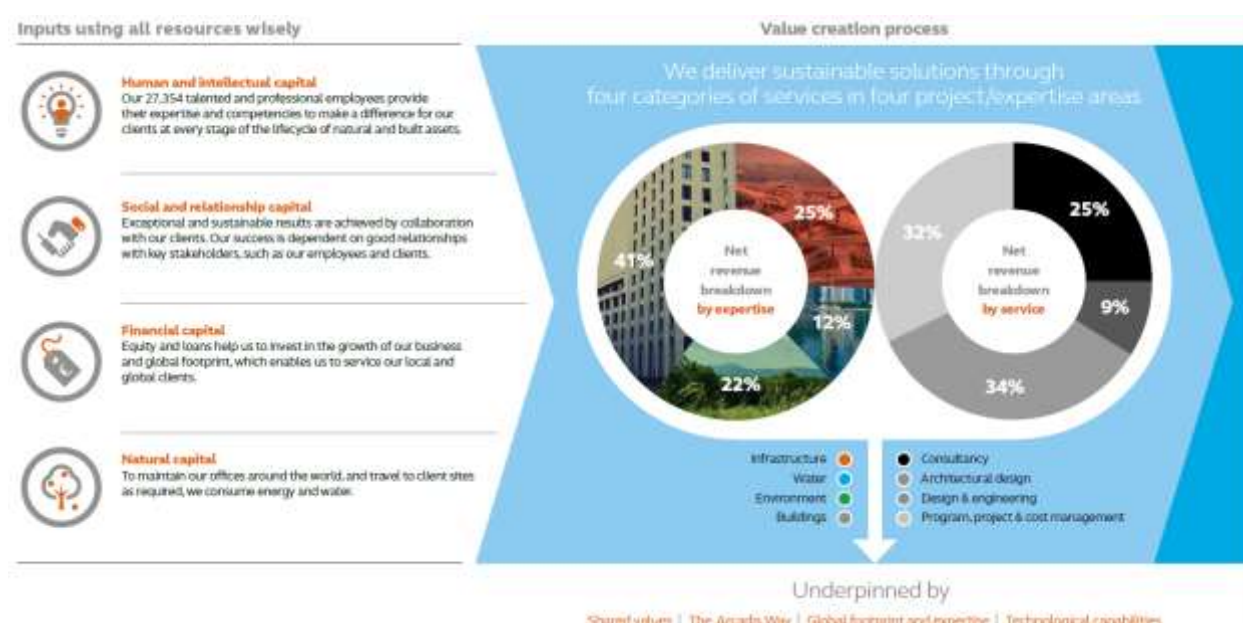 Inputs using all resources wisely
Value creation process
Human and intellectual capital
Our 27,354 talented and professional employees provide
their expertise and competencies to make a difference for our
clients at every stage of the lifecycle of natural and built assets.
Social and relationship capital
Exceptional and sustainable results are achieved by collaboration
with our clients. Our success is dependent on good relationships
with key stakeholders, such as our employees and clients.
Financial capital
Equity and loans help us to invest in the growth of our business
and global footprint, which enables us to service our local and
global clients.
Natural capital
To maintain our offices around the world, and travel to client sites
as required, we consume energy and water.
We deliver sustainable solutions through
four categories of services in four project/expertise areas
41%
25%
12%
22%
Net
revenue
breakdown
by expertise
32%
25%
9%
34%
Net
revenue
breakdown
by service
Infrastructure
Water
Environment
Buildings
Consultancy
Architectural design
Design & engineering
Program, project & cost management
Underpinned by
Shared values | The Arcadis Way | Global footprint and expertise | Technological capabilities